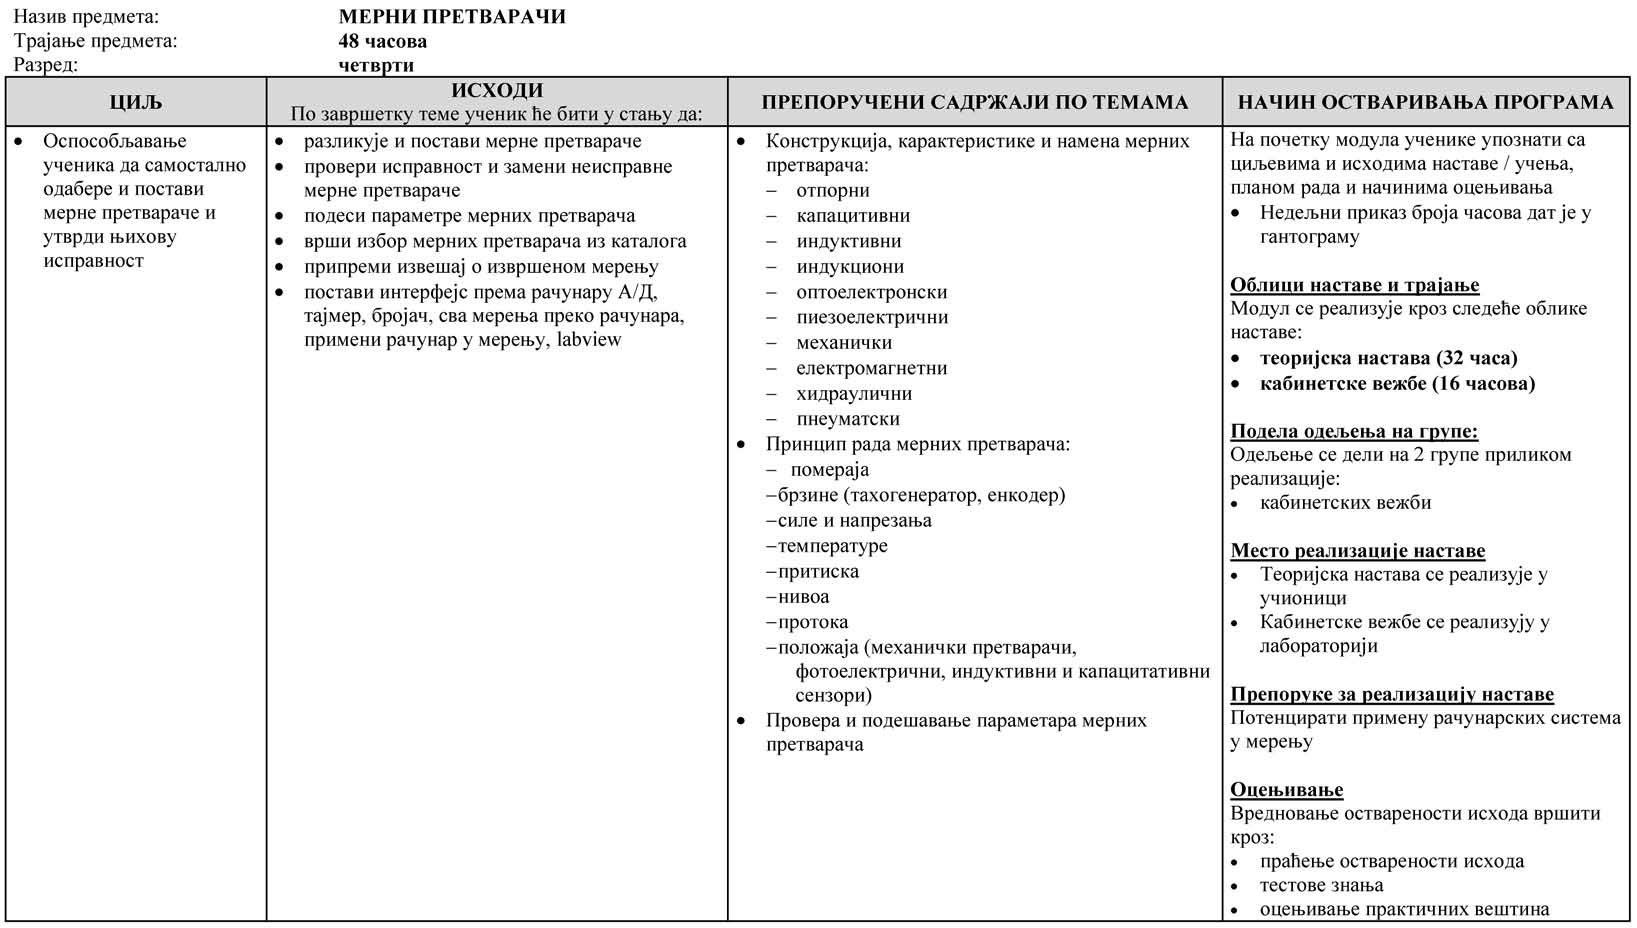 Назив предмета: МЕРНИ ПРЕТВАРАЧИ
Трајање предмета: 48 часова
Разред: четврти
ЦИЉ
ИСХОДИ
По завршетку теме ученик ће бити у стању да:
ПРЕПОРУЧЕНИ САДРЖАЈИ ПО ТЕМАМА
НАЧИН ОСТВАРИВАЊА ПРОГРАМА
• Оспособљавање
ученика да самостално
одабере и постави
мерне претвараче и
утврди њихову
исправност
• разликује и постави мерне претвараче
• провери исправност и замени неисправне
мерне претвараче
• подеси параметре мерних претварача
• врши избор мерних претварача из каталога
• припреми извешај о извршеном мерењу
• постави интерфејс према рачунару А/Д,
тајмер, бројач, сва мерења преко рачунара,
примени рачунар у мерењу, labview
• Конструкција, карактеристике и намена мерних
претварача:
– отпорни
– капацитивни
– индуктивни
– индукциони
– оптоелектронски
– пиезоелектрични
– механички
– електромагнетни
– хидраулични
– пнеуматски
• Принцип рада мерних претварача:
– помераја
–брзине (тахогенератор, енкодер)
–силе и напрезања
–температуре
–притиска
–нивоа
–протока
–положаја (механички претварачи,
фотоелектрични, индуктивни и капацитативни
сензори)
• Провера и подешавање параметара мерних
претварача
На почетку модула ученике упознати са
циљевима и исходима наставе / учења,
планом рада и начинима оцењивања
• Недељни приказ броја часова дат је у
гантограму
Облици наставе и трајање
Модул се реализује кроз следеће облике
наставе:
• теоријска настава (32 часа)
• кабинетске вежбе (16 часова)
Подела одељења на групе:
Одељење се дели на 2 групе приликом
реализације:
• кабинетских вежби
Место реализације наставе
• Теоријска настава се реализује у
учионици
• Кабинетске вежбе се реализују у
лабораторији
Препоруке за реализацију наставе
Потенцирати примену рачунарских система
у мерењу
Оцењивање
Вредновање остварености исхода вршити
кроз:
• праћење остварености исхода
• тестове знања
• оцењивање практичних вештина